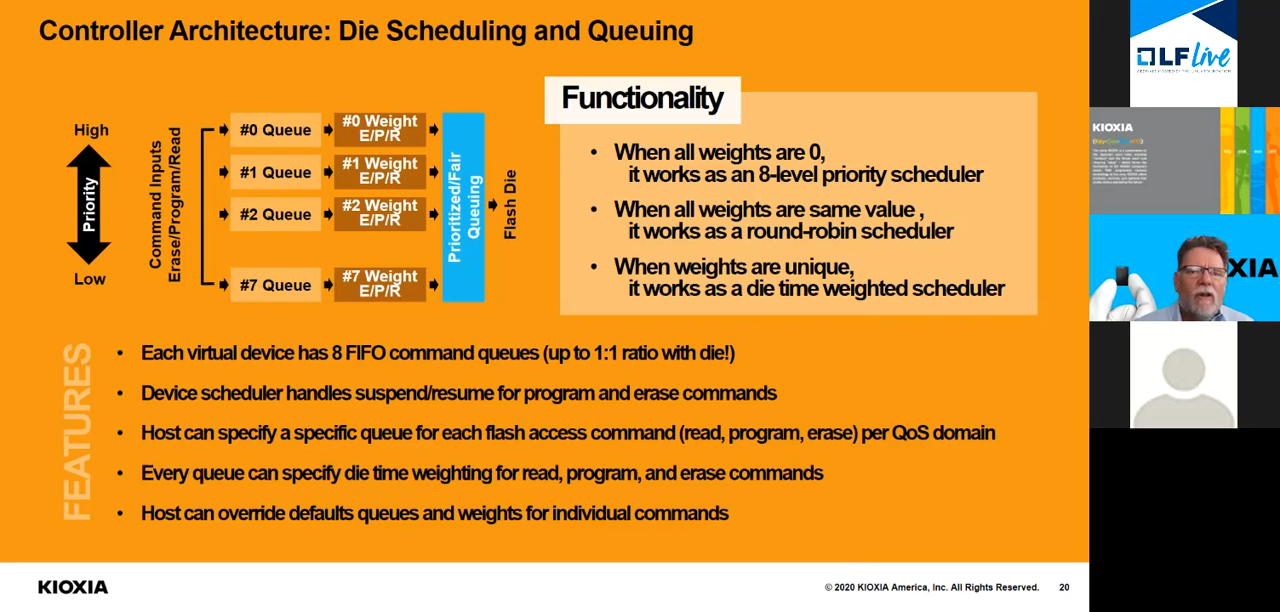 Controller Architecture: Die Scheduling and Queuing
High
Priority
Low
Command Inputs
Erase/Program/Read
#0 Queue
#0 Weight
E/P/R
#1 Queue
#1 Weight
E/P/R
#2 Queue
#2 Weight
E/P/R
#7 Queue
#7 Weight
E/P/R
Prioritized/Fair
Queuing
Flash Die
Functionality
• When all weights are 0,
it works as an 8-level priority scheduler
• When all weights are same value ,
it works as a round-robin scheduler
• When weights are unique,
it works as a die time weighted scheduler
FEATURES
• Each virtual device has 8 FIFO command queues (up to 1:1 ratio with die!)
• Device scheduler handles suspend/resume for program and erase commands
• Host can specify a specific queue for each flash access command (read, program, erase) per QoS domain
• Every queue can specify die time weighting for read, program, and erase commands
• Host can override defaults queues and weights for individual commands
KIOXIA
© 2020 KIOXIA America, Inc. All Rights Reserved.
20
LF Live
KIOXIA
XIA